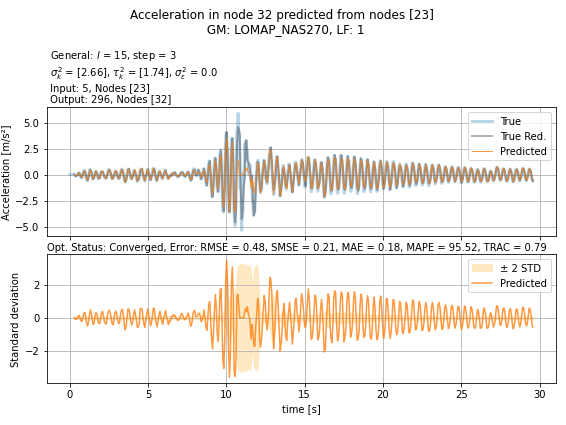 Acceleration in node 32 predicted from nodes [23]
GM: LOMAP_NAS270, LF: 1
General: l = 15, step = 3
σ²ₖ = [2.66], τ²ₖ = [1.74], σ²ε = 0.0
Input: 5, Nodes [23]
Output: 296, Nodes [32]
Acceleration [m/s²]
5.0
2.5
0.0
−2.5
−5.0
True
True Red.
Predicted
Opt. Status: Converged, Error: RMSE = 0.48, SMSE = 0.21, MAE = 0.18, MAPE = 95.52, TRAC = 0.79
Standard deviation
2
0
−2
± 2 STD
Predicted
0 5 10 15 20 25 30
time [s]